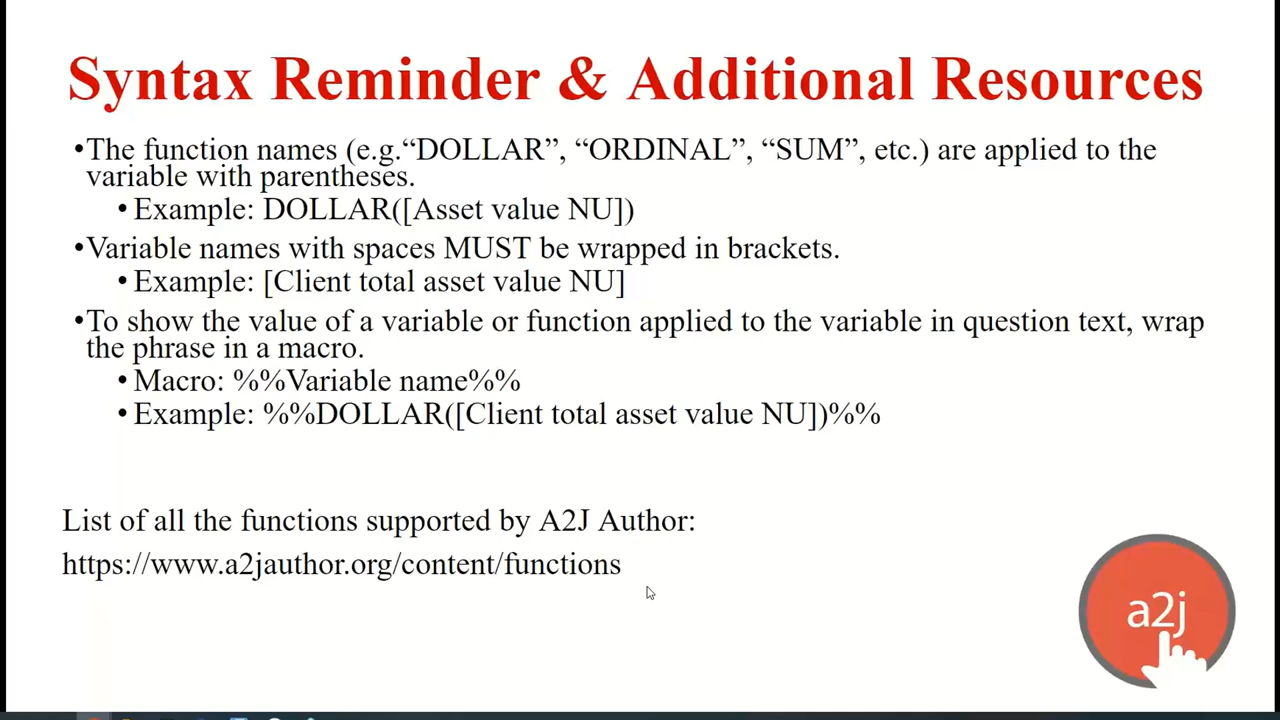 Syntax Reminder & Additional Resources
•The function names (e.g.“DOLLAR”, “ORDINAL”, “SUM”, etc.) are applied to the
variable with parentheses.
•Example: DOLLAR([Asset value NU])
•Variable names with spaces MUST be wrapped in brackets.
•Example: [Client total asset value NU]
•To show the value of a variable or function applied to the variable in question text, wrap
the phrase in a macro.
•Macro: %%Variable name%%
•Example: %%DOLLAR([Client total asset value NU])%%
List of all the functions supported by A2J Author:
https://www.a2jauthor.org/content/functions
a2j